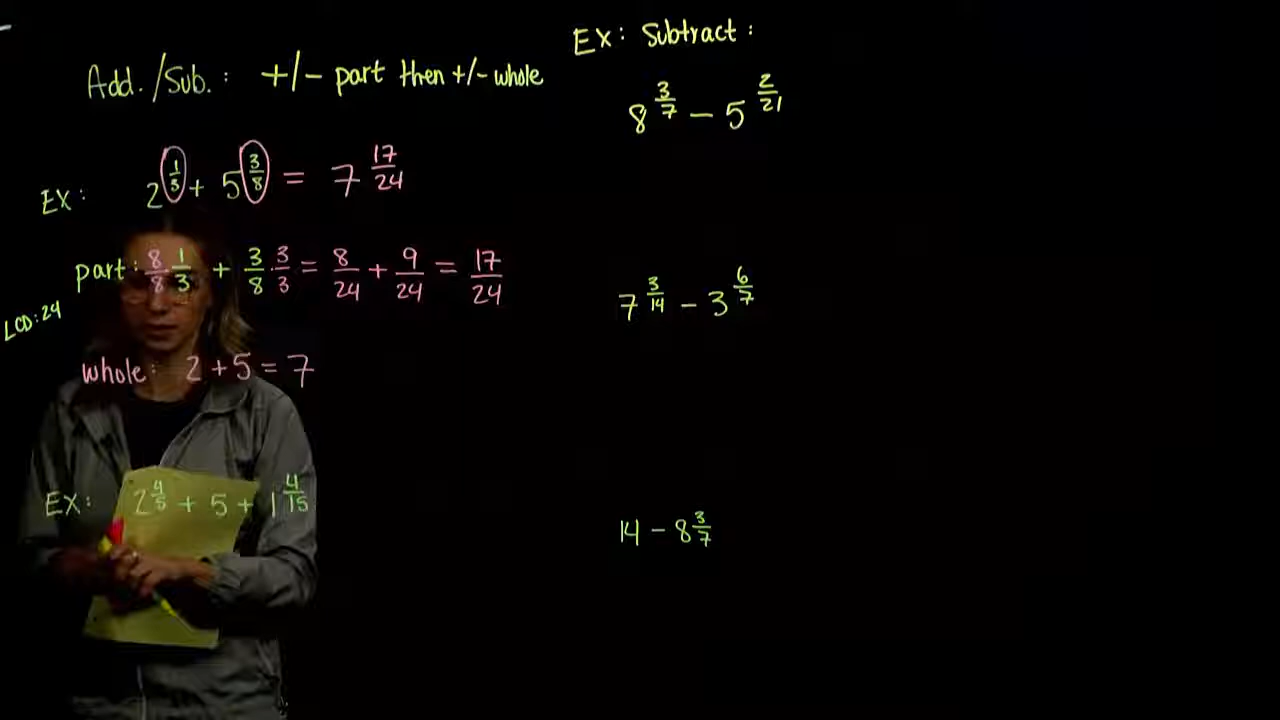 Add./Sub.: +/- part then +/- whole
EX: 2 1/3 + 5 3/8 = 7 17/24
part: 8/8 1/3 + 3/8 · 3/3 = 8/24 + 9/24 = 17/24
LCD: 24
whole: 2 + 5 = 7
EX: 2 4/5 + 5 + 1 4/15
EX: Subtract:
8 3/7 - 5 2/21
7 3/14 - 3 6/7
14 - 8 3/7